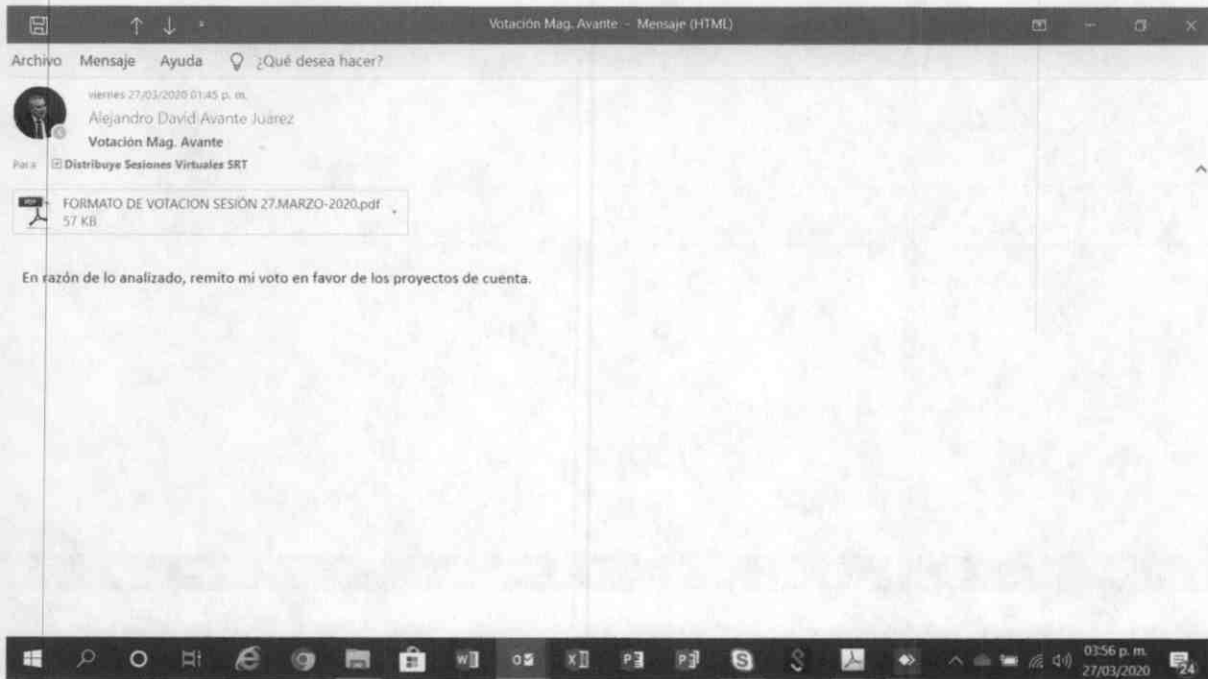 Votación Mag. Avante - Mensaje (HTML)
Archivo Mensaje Ayuda ¿Qué desea hacer?
viernes 27/03/2020 01:45 p. m.
Alejandro David Avante Juárez
Votación Mag. Avante
Para Distribuye Sesiones Virtuales SRT
PDF
FORMATO DE VOTACION SESIÓN 27.MARZO-2020.pdf
57 KB
En razón de lo analizado, remito mi voto en favor de los proyectos de cuenta.
03:56 p. m.
27/03/2020
24